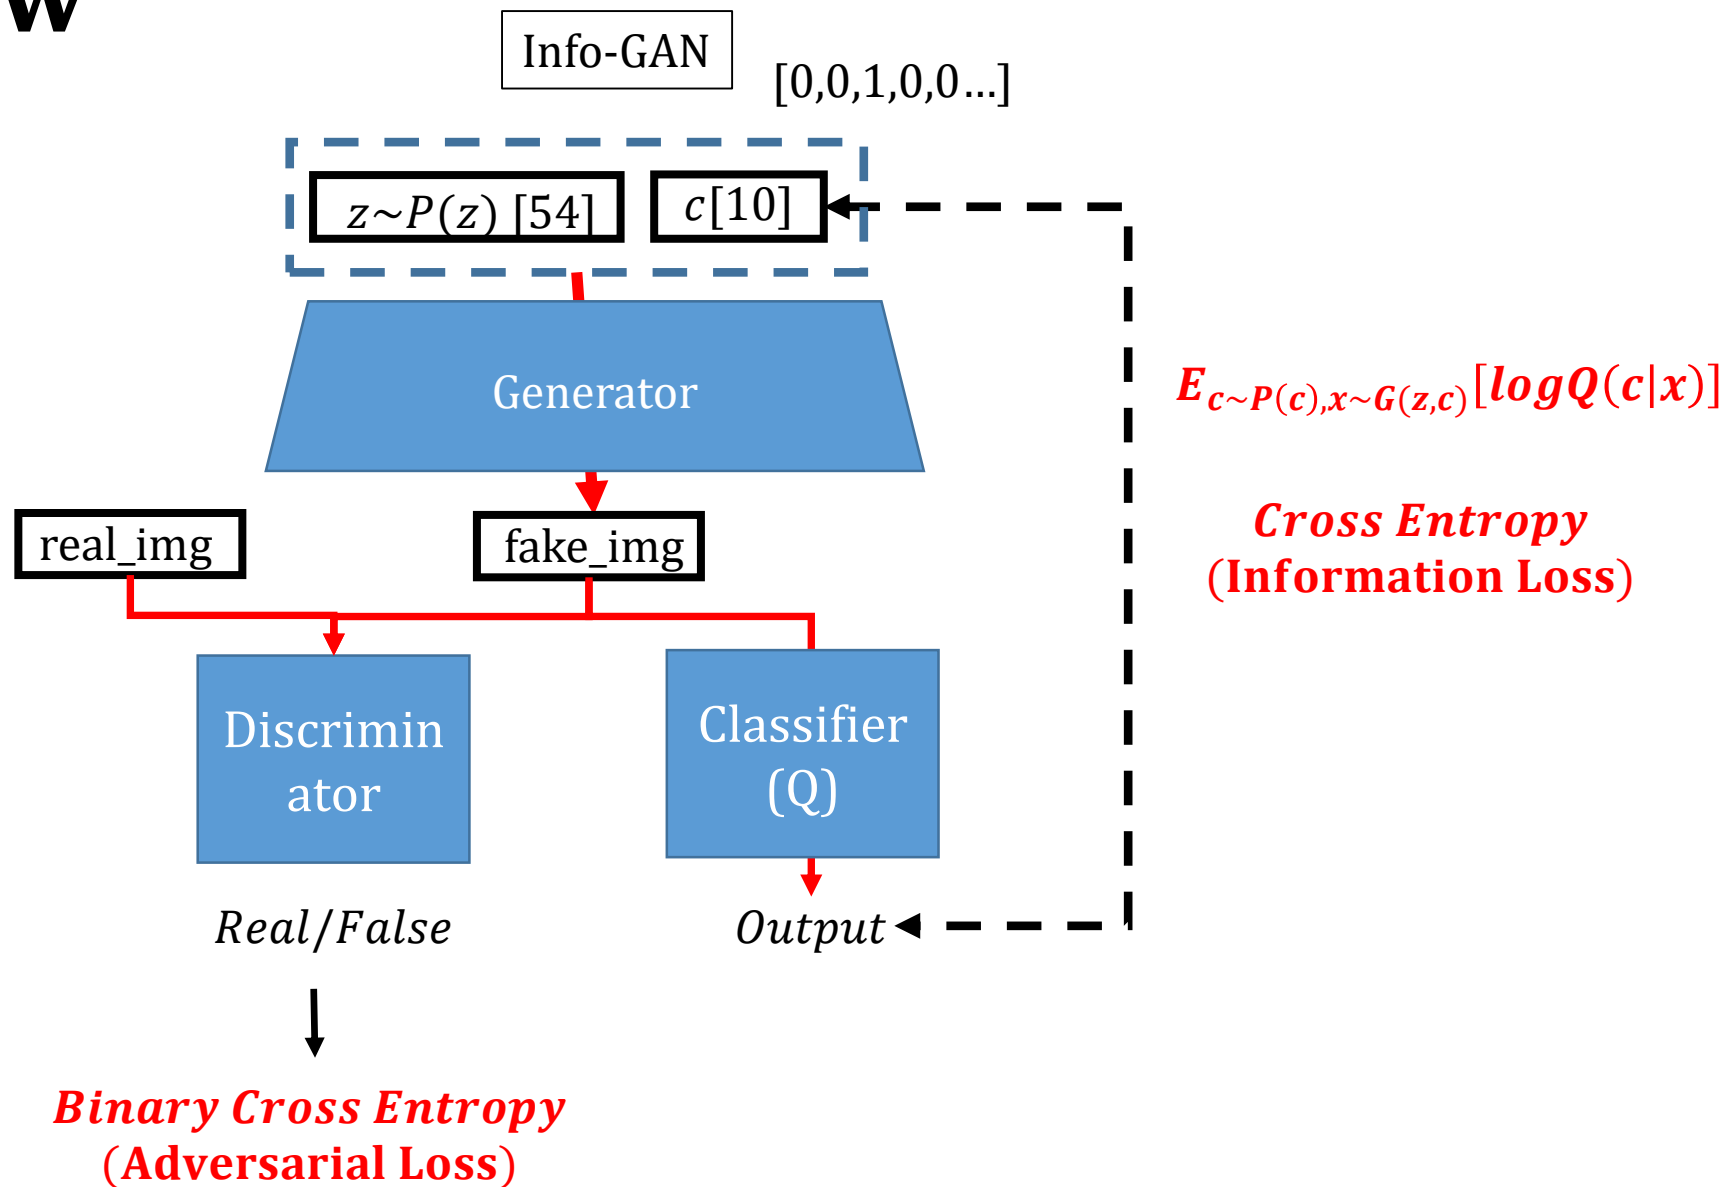 w
Info-GAN
[0,0,1,0,0…]
z~P(z) [54]
c[10]
Generator
E_{c~P(c),x~G(z,c)}[logQ(c|x)]
Cross Entropy
(Information Loss)
real_img
fake_img
Discrimin
ator
Classifier
(Q)
Real/False
Output
Binary Cross Entropy
(Adversarial Loss)